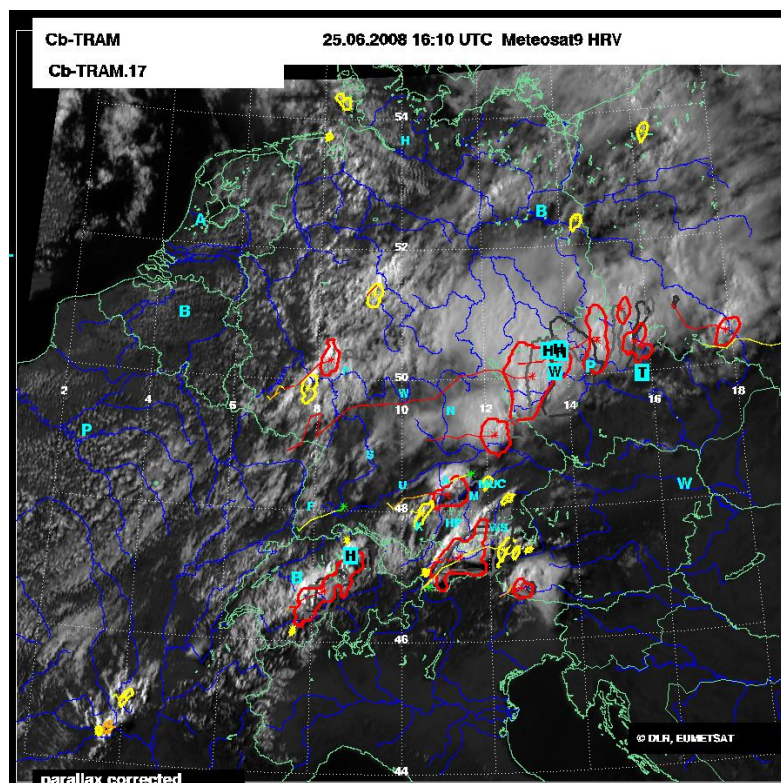 Cb-TRAM 25.06.2008 16:10 UTC Meteosat9 HRV
Cb-TRAM.17
54
H
A
B
52
B
2
4
6
8
50
10
12
14
16
18
W
N
H
W
P
T
P
S
U
F
48
MUC
M
W
H
B
46
44
© DLR, EUMETSAT
parallax corrected